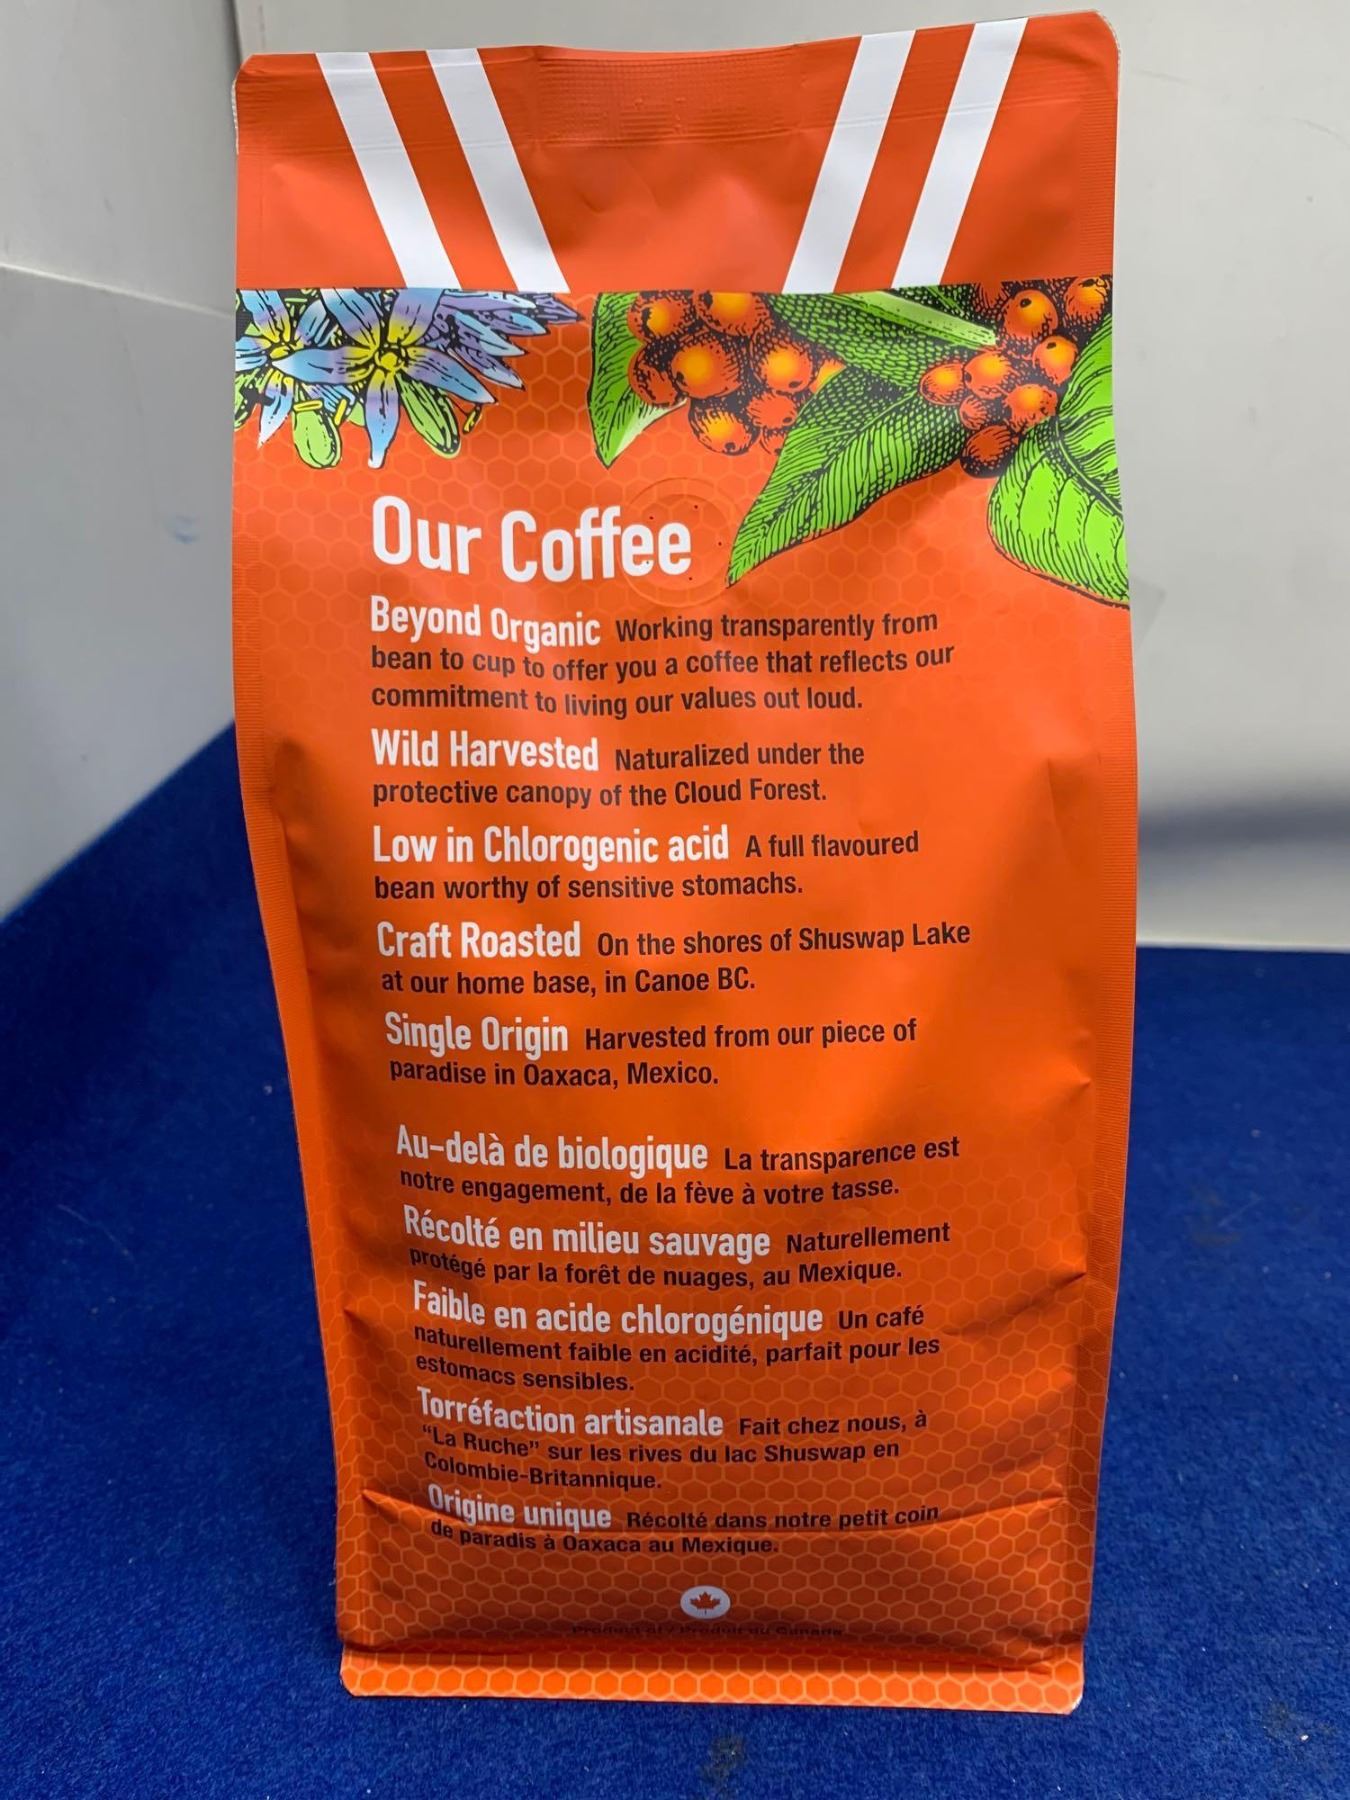 Our Coffee
Beyond Organic Working transparently from
bean to cup to offer you a coffee that reflects our
commitment to living our values out loud.
Wild Harvested Naturalized under the
protective canopy of the Cloud Forest.
Low in Chlorogenic acid A full flavoured
bean worthy of sensitive stomachs.
Craft Roasted On the shores of Shuswap Lake
at our home base, in Canoe BC.
Single Origin Harvested from our piece of
paradise in Oaxaca, Mexico.
Au-delà de biologique La transparence est
notre engagement, de la fève à votre tasse.
Récolté en milieu sauvage Naturellement
protégé par la forêt de nuages, au Mexique.
Faible en acide chlorogénique Un café
naturellement faible en acidité, parfait pour les
estomacs sensibles.
Torréfaction artisanale Fait chez nous, à
“La Ruche” sur les rives du lac Shuswap en
Colombie-Britannique.
Origine unique Récolté dans notre petit coin
de paradis à Oaxaca au Mexique.
Product of / Produit du Canada